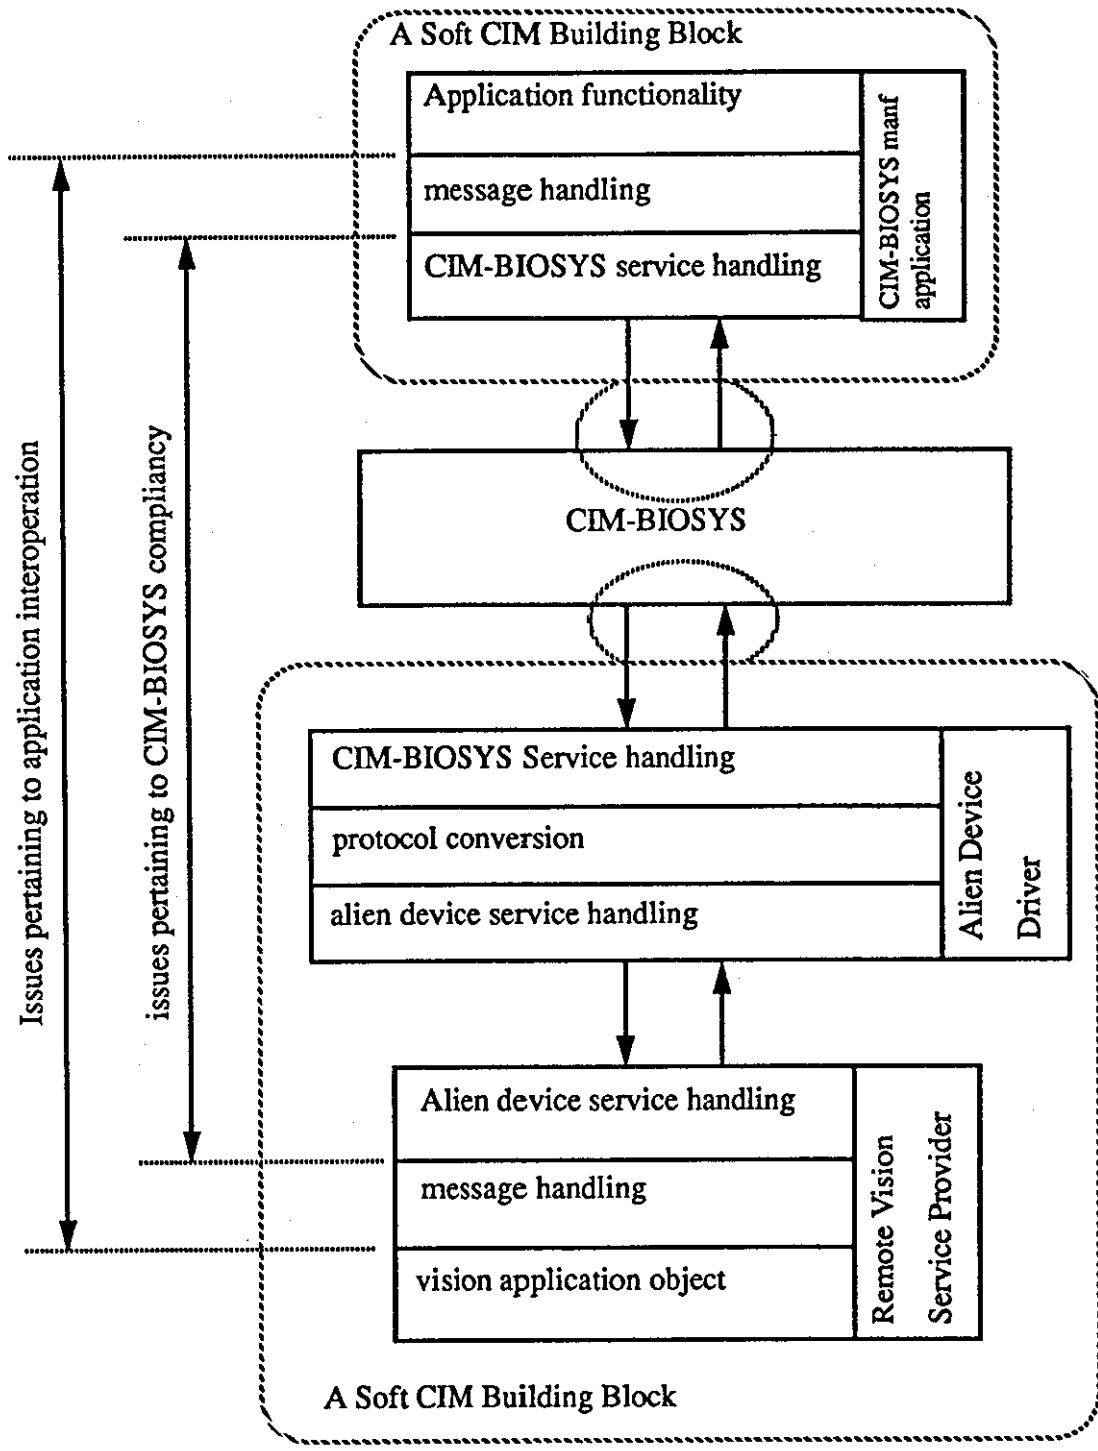 A Soft CIM Building Block
Application functionality
message handling
CIM-BIOSYS service handling
CIM-BIOSYS manf
application
Issues pertaining to application interoperation
issues pertaining to CIM-BIOSYS compliancy
CIM-BIOSYS
CIM-BIOSYS Service handling
protocol conversion
alien device service handling
Alien Device
Driver
Alien device service handling
message handling
vision application object
Remote Vision
Service Provider
A Soft CIM Building Block